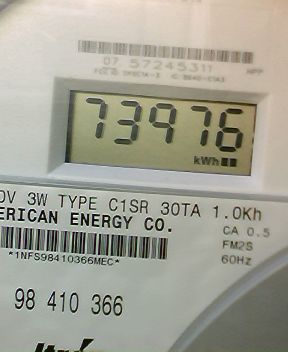 07 57245311
73976
kWh
0V 3W TYPE C1SR 30TA 1.0Kh
ERICAN ENERGY CO.
CA 0.5
FM2S
*1NFS98410366MEC*
60Hz
98 410 366